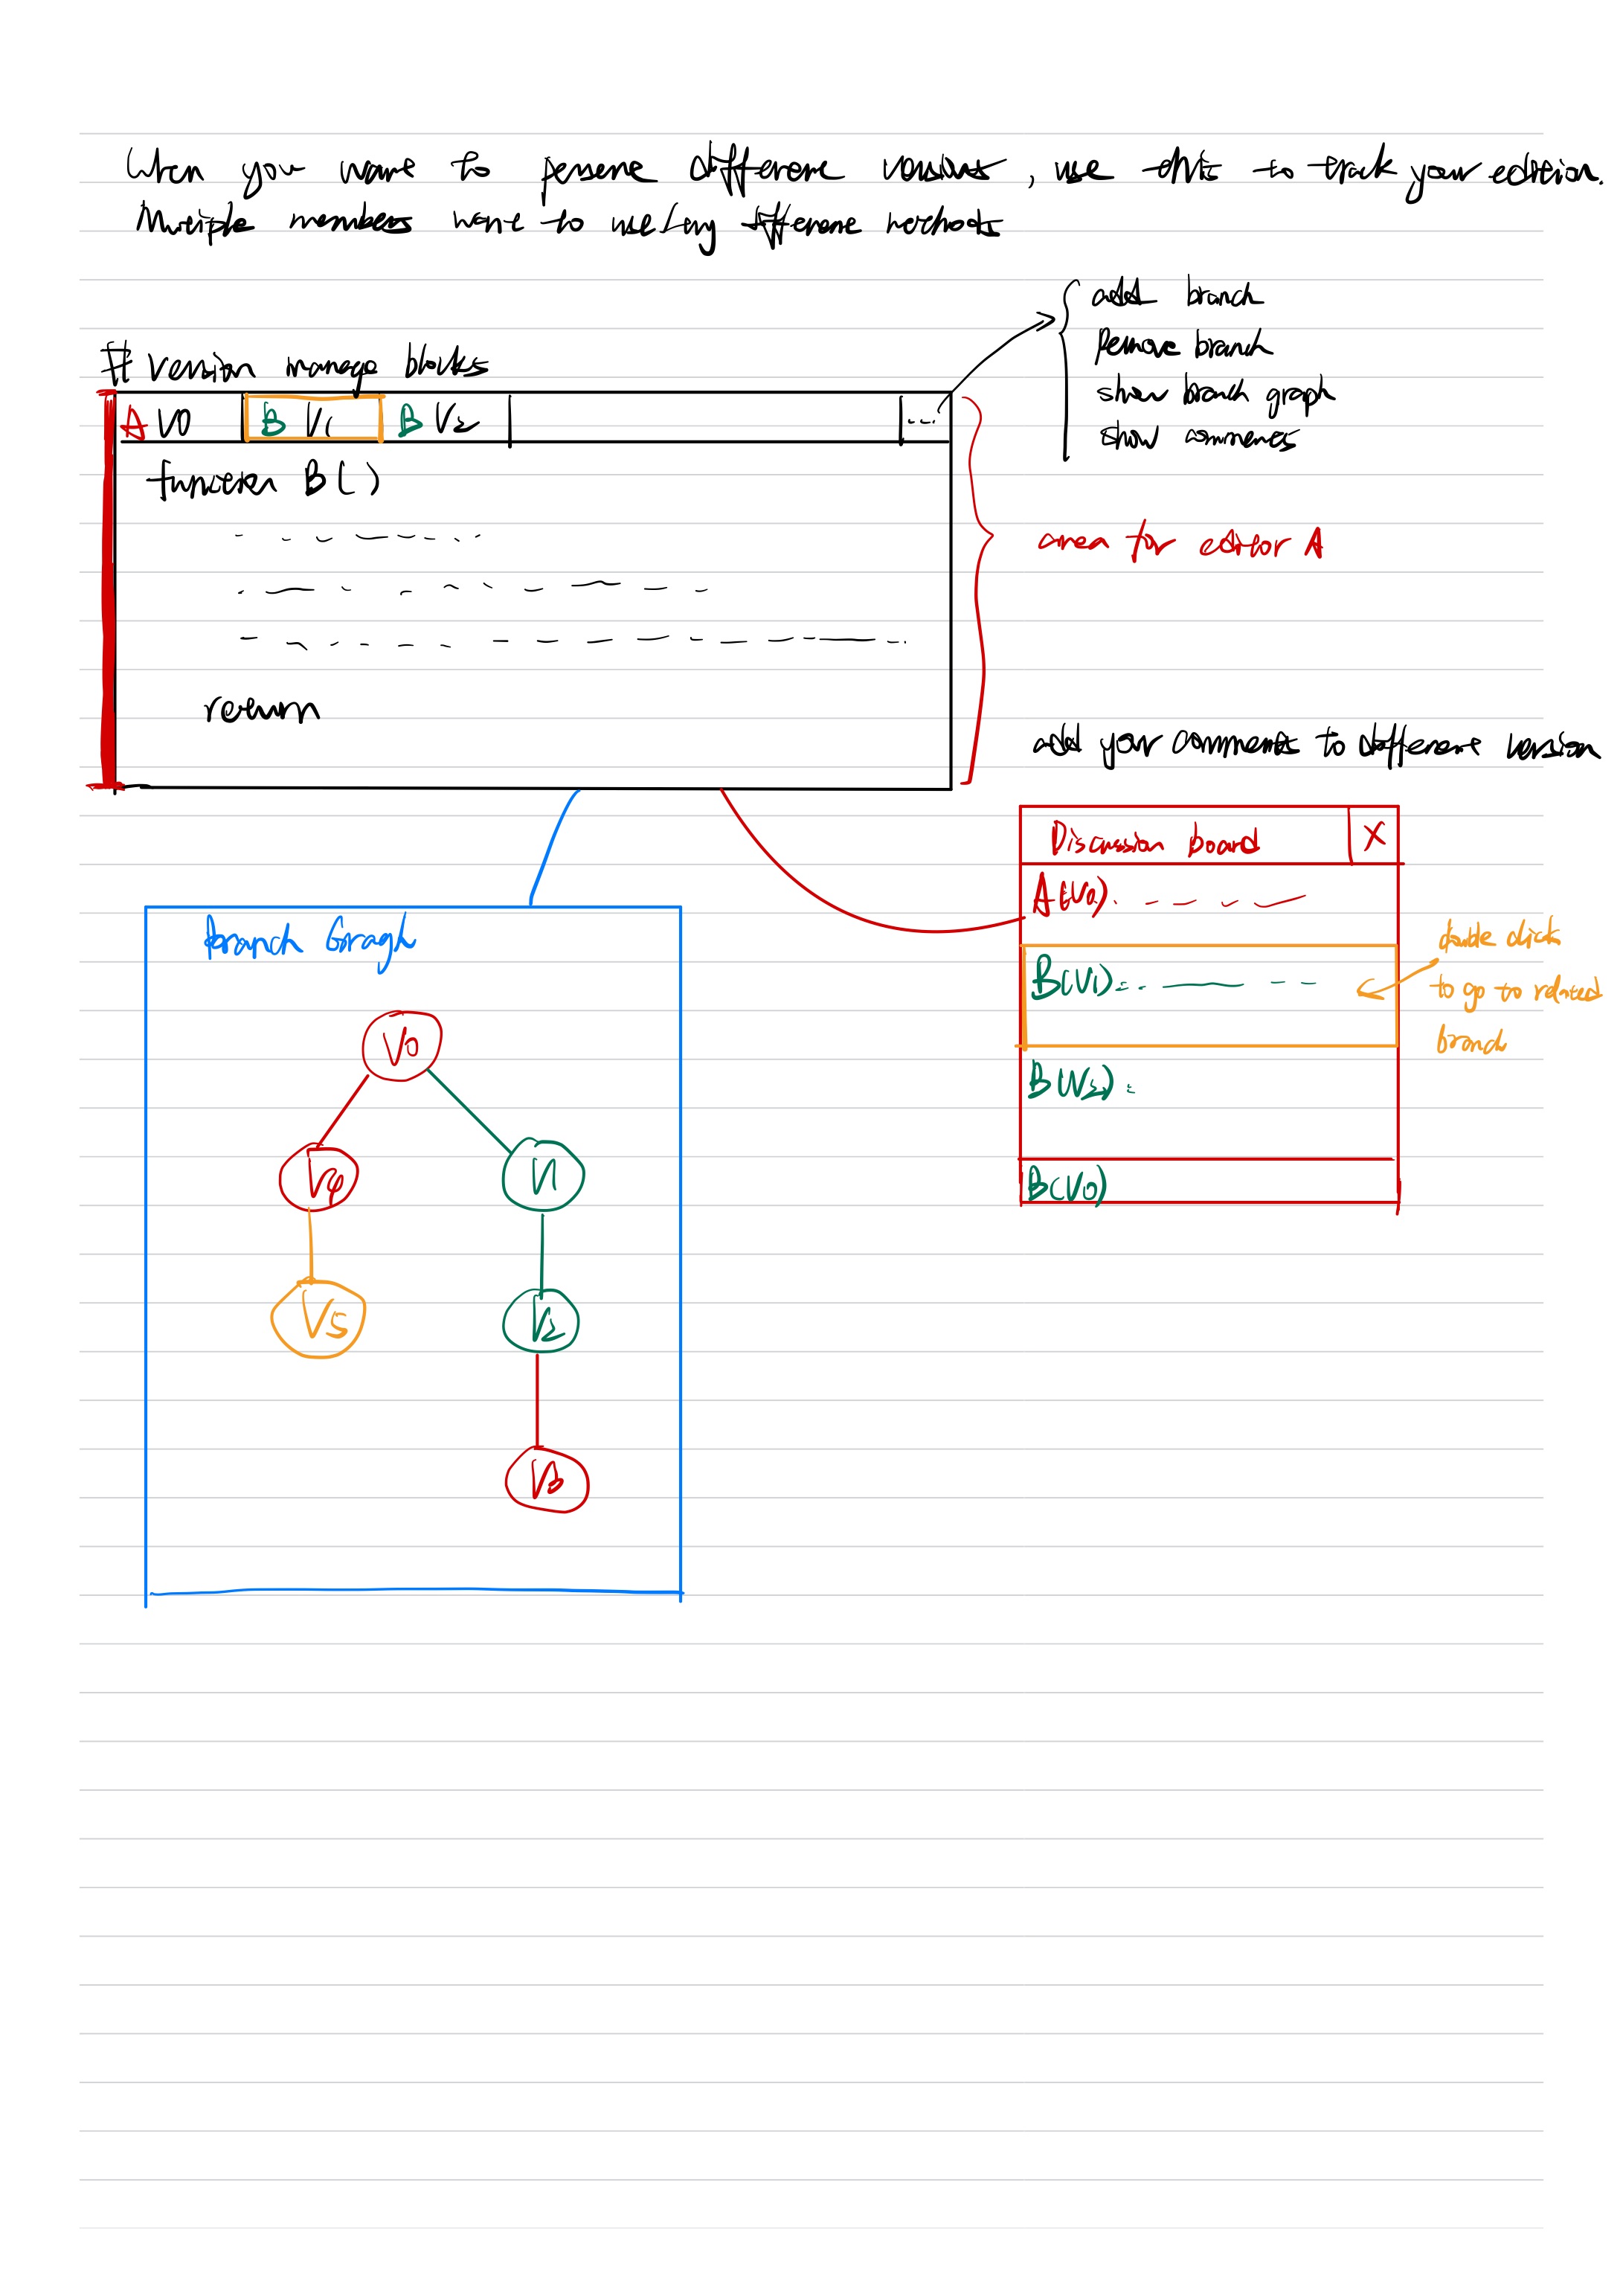 When you want to perserve different versions, use this to track your edition.
Multiple members want to use/try different methods
add branch
Remove branch
show branch graph
show comments
# version manage blocks
A V0 B V1 B V2 ...
function B()
area for editor A
return
add your comments to different version
Discussion board X
A(V0):
B(V1):
double click
to go to related
branch
B(V2):
B(V0)
Branch Gragh
V0
V4 V1
V5 V2
V3